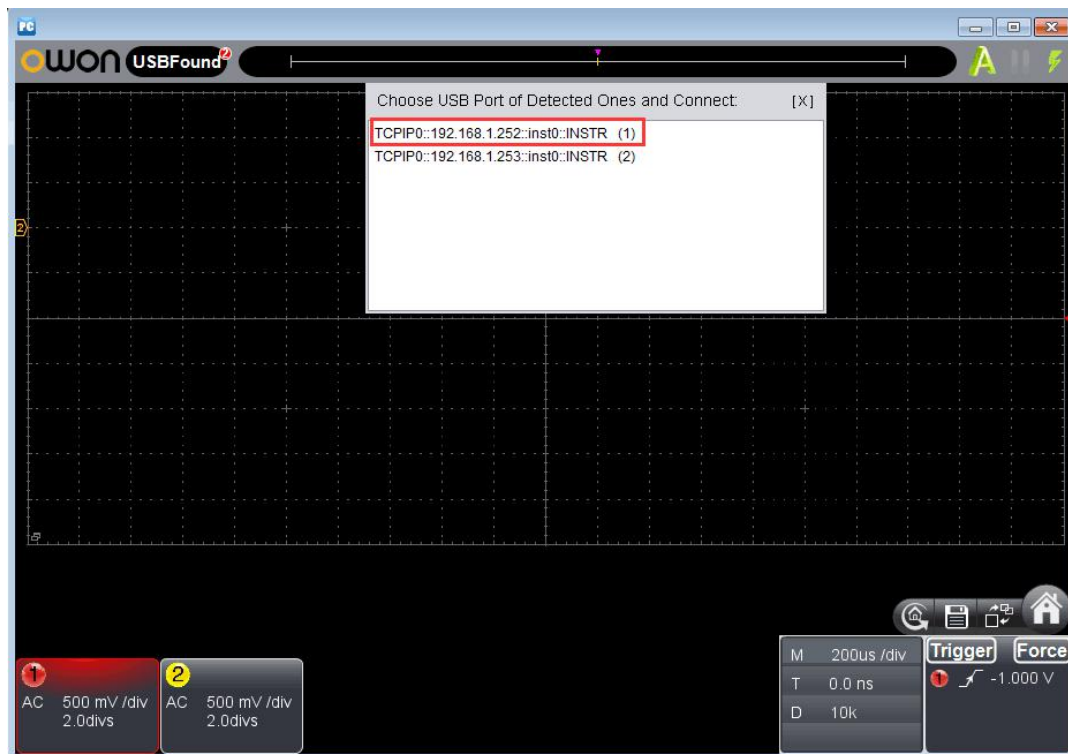 PC
owon USBFound 2
A
Choose USB Port of Detected Ones and Connect: [X]
TCPIP0::192.168.1.252::inst0::INSTR (1)
TCPIP0::192.168.1.253::inst0::INSTR (2)
2
M 200us /div
T 0.0 ns
D 10k
Trigger Force
1 -1.000 V
1
AC 500 mV /div
2.0divs
2
AC 500 mV /div
2.0divs